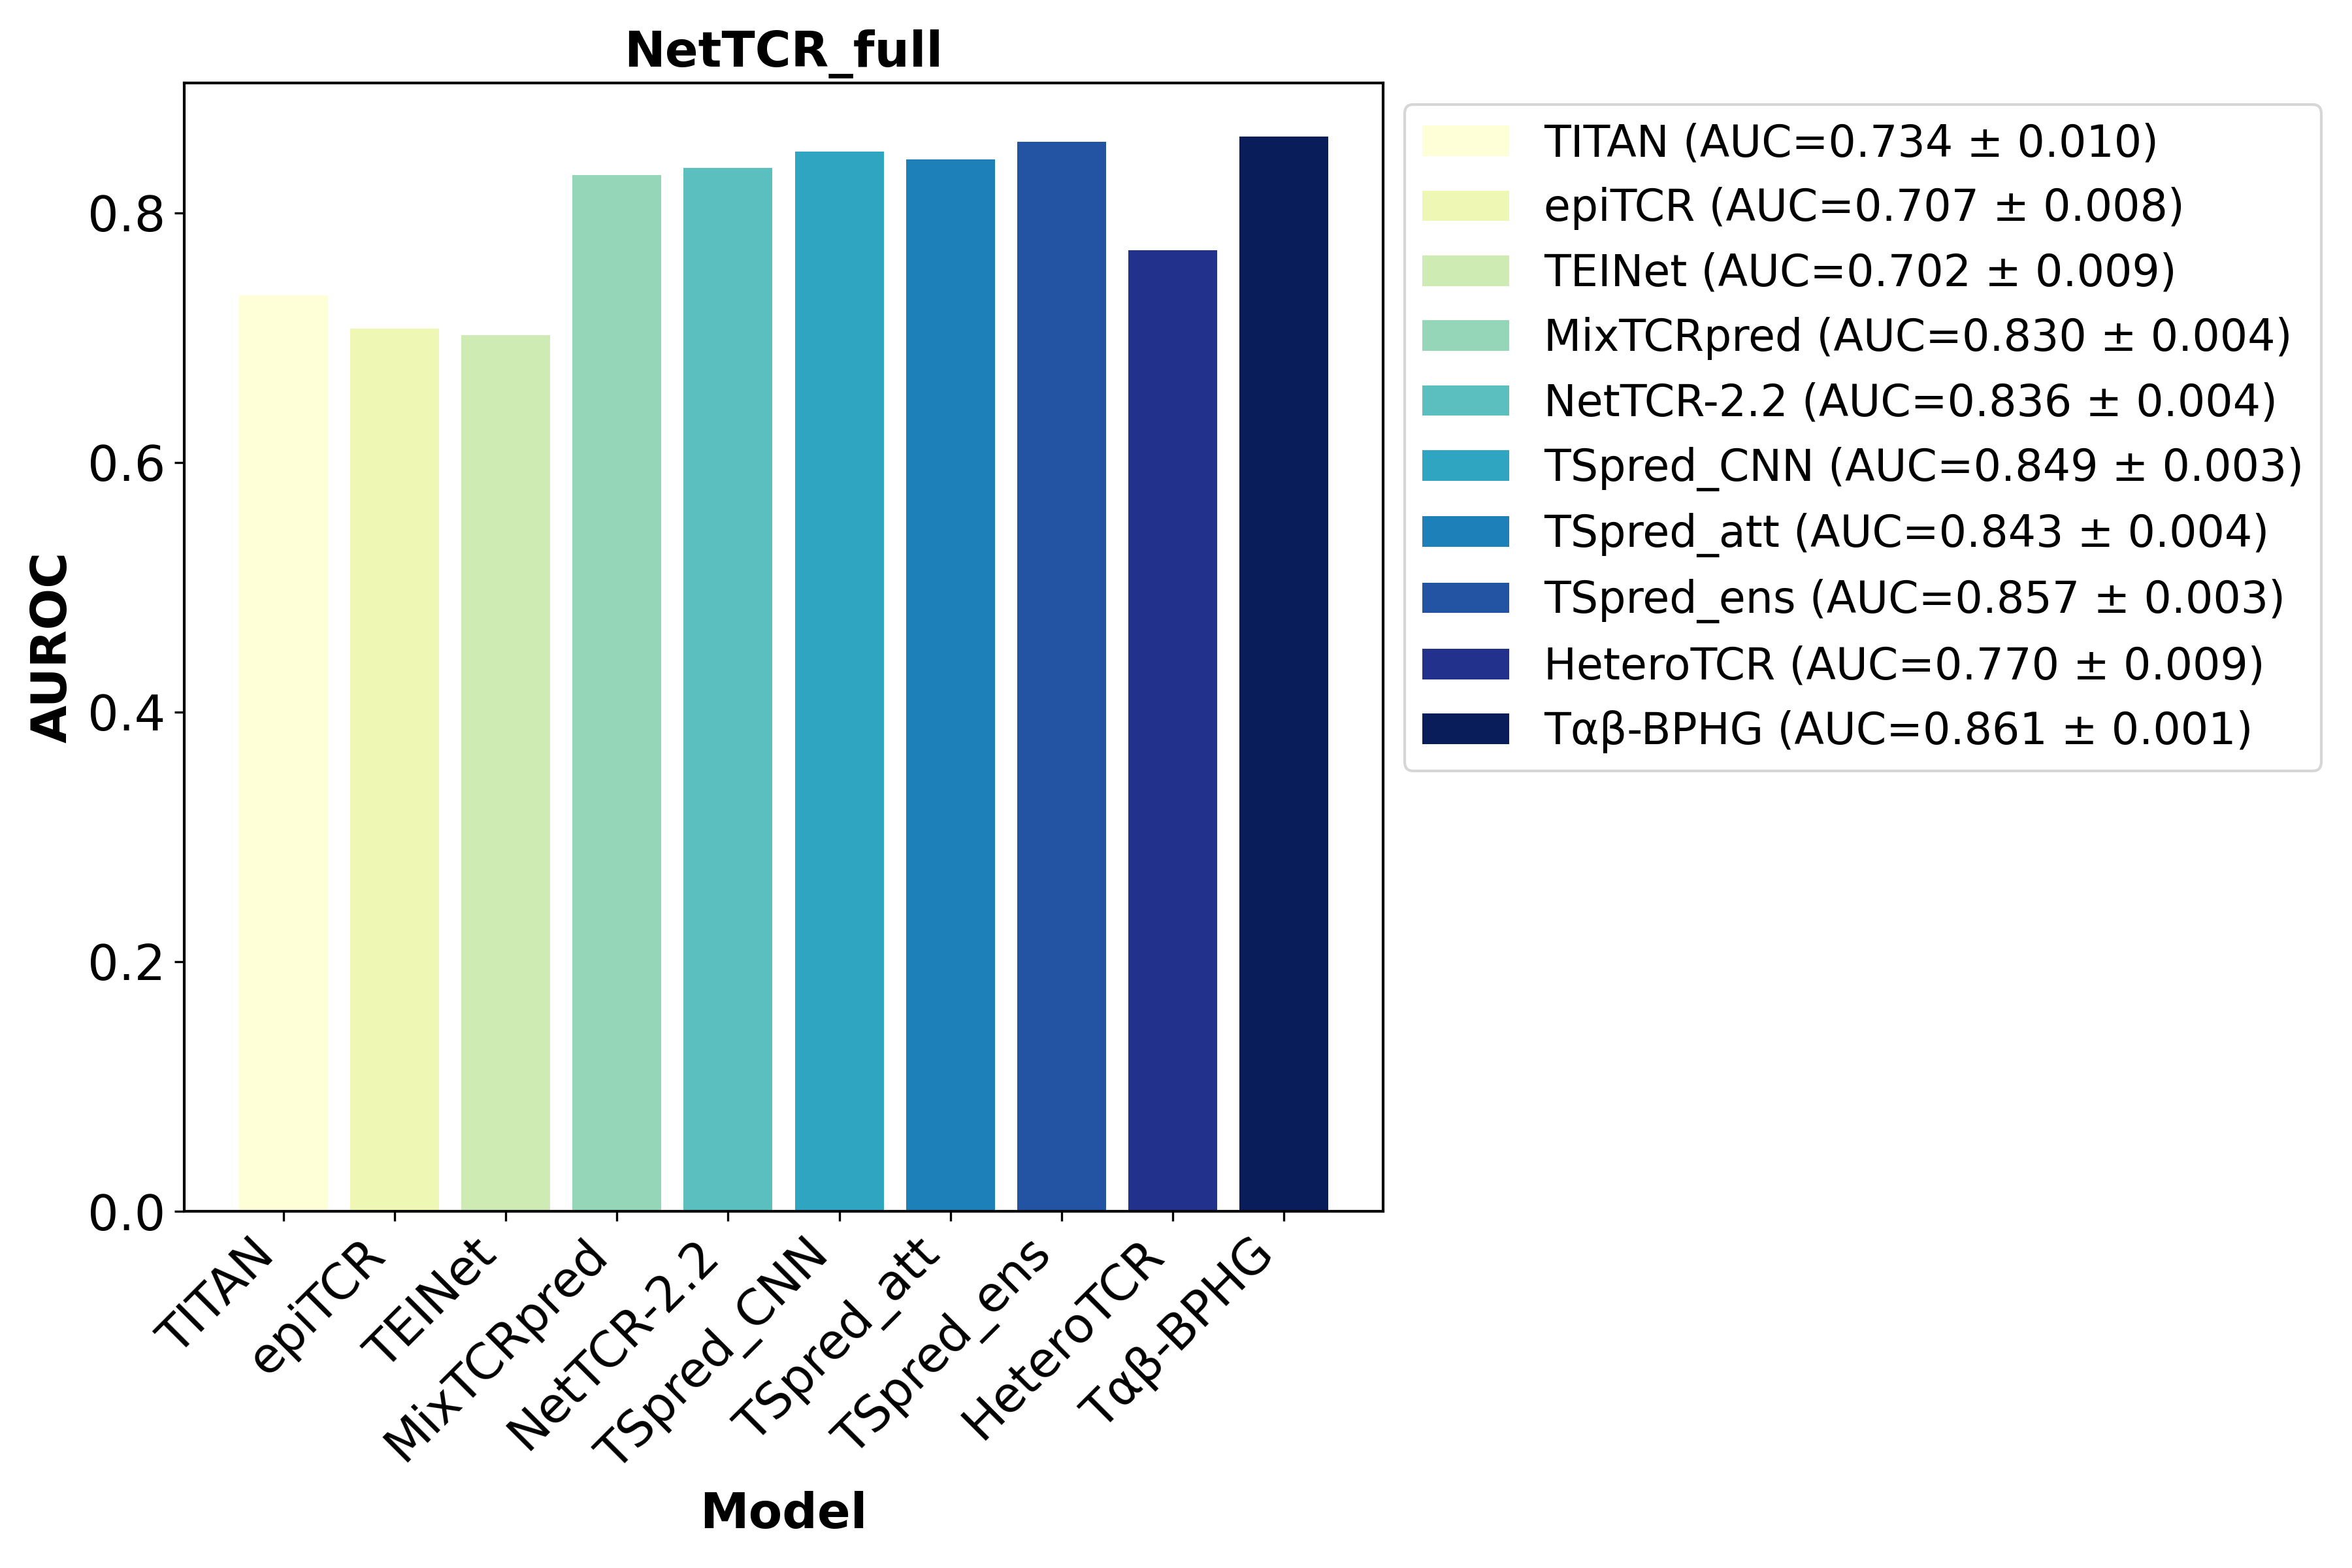 NetTCR_full
AUROC
0.8
0.6
0.4
0.2
0.0
TITAN
epiTCR
TEINet
MixTCRpred
NetTCR-2.2
TSpred_CNN
TSpred_att
TSpred_ens
HeteroTCR
Tαβ-BPHG
Model
TITAN (AUC=0.734 ± 0.010)
epiTCR (AUC=0.707 ± 0.008)
TEINet (AUC=0.702 ± 0.009)
MixTCRpred (AUC=0.830 ± 0.004)
NetTCR-2.2 (AUC=0.836 ± 0.004)
TSpred_CNN (AUC=0.849 ± 0.003)
TSpred_att (AUC=0.843 ± 0.004)
TSpred_ens (AUC=0.857 ± 0.003)
HeteroTCR (AUC=0.770 ± 0.009)
Tαβ-BPHG (AUC=0.861 ± 0.001)